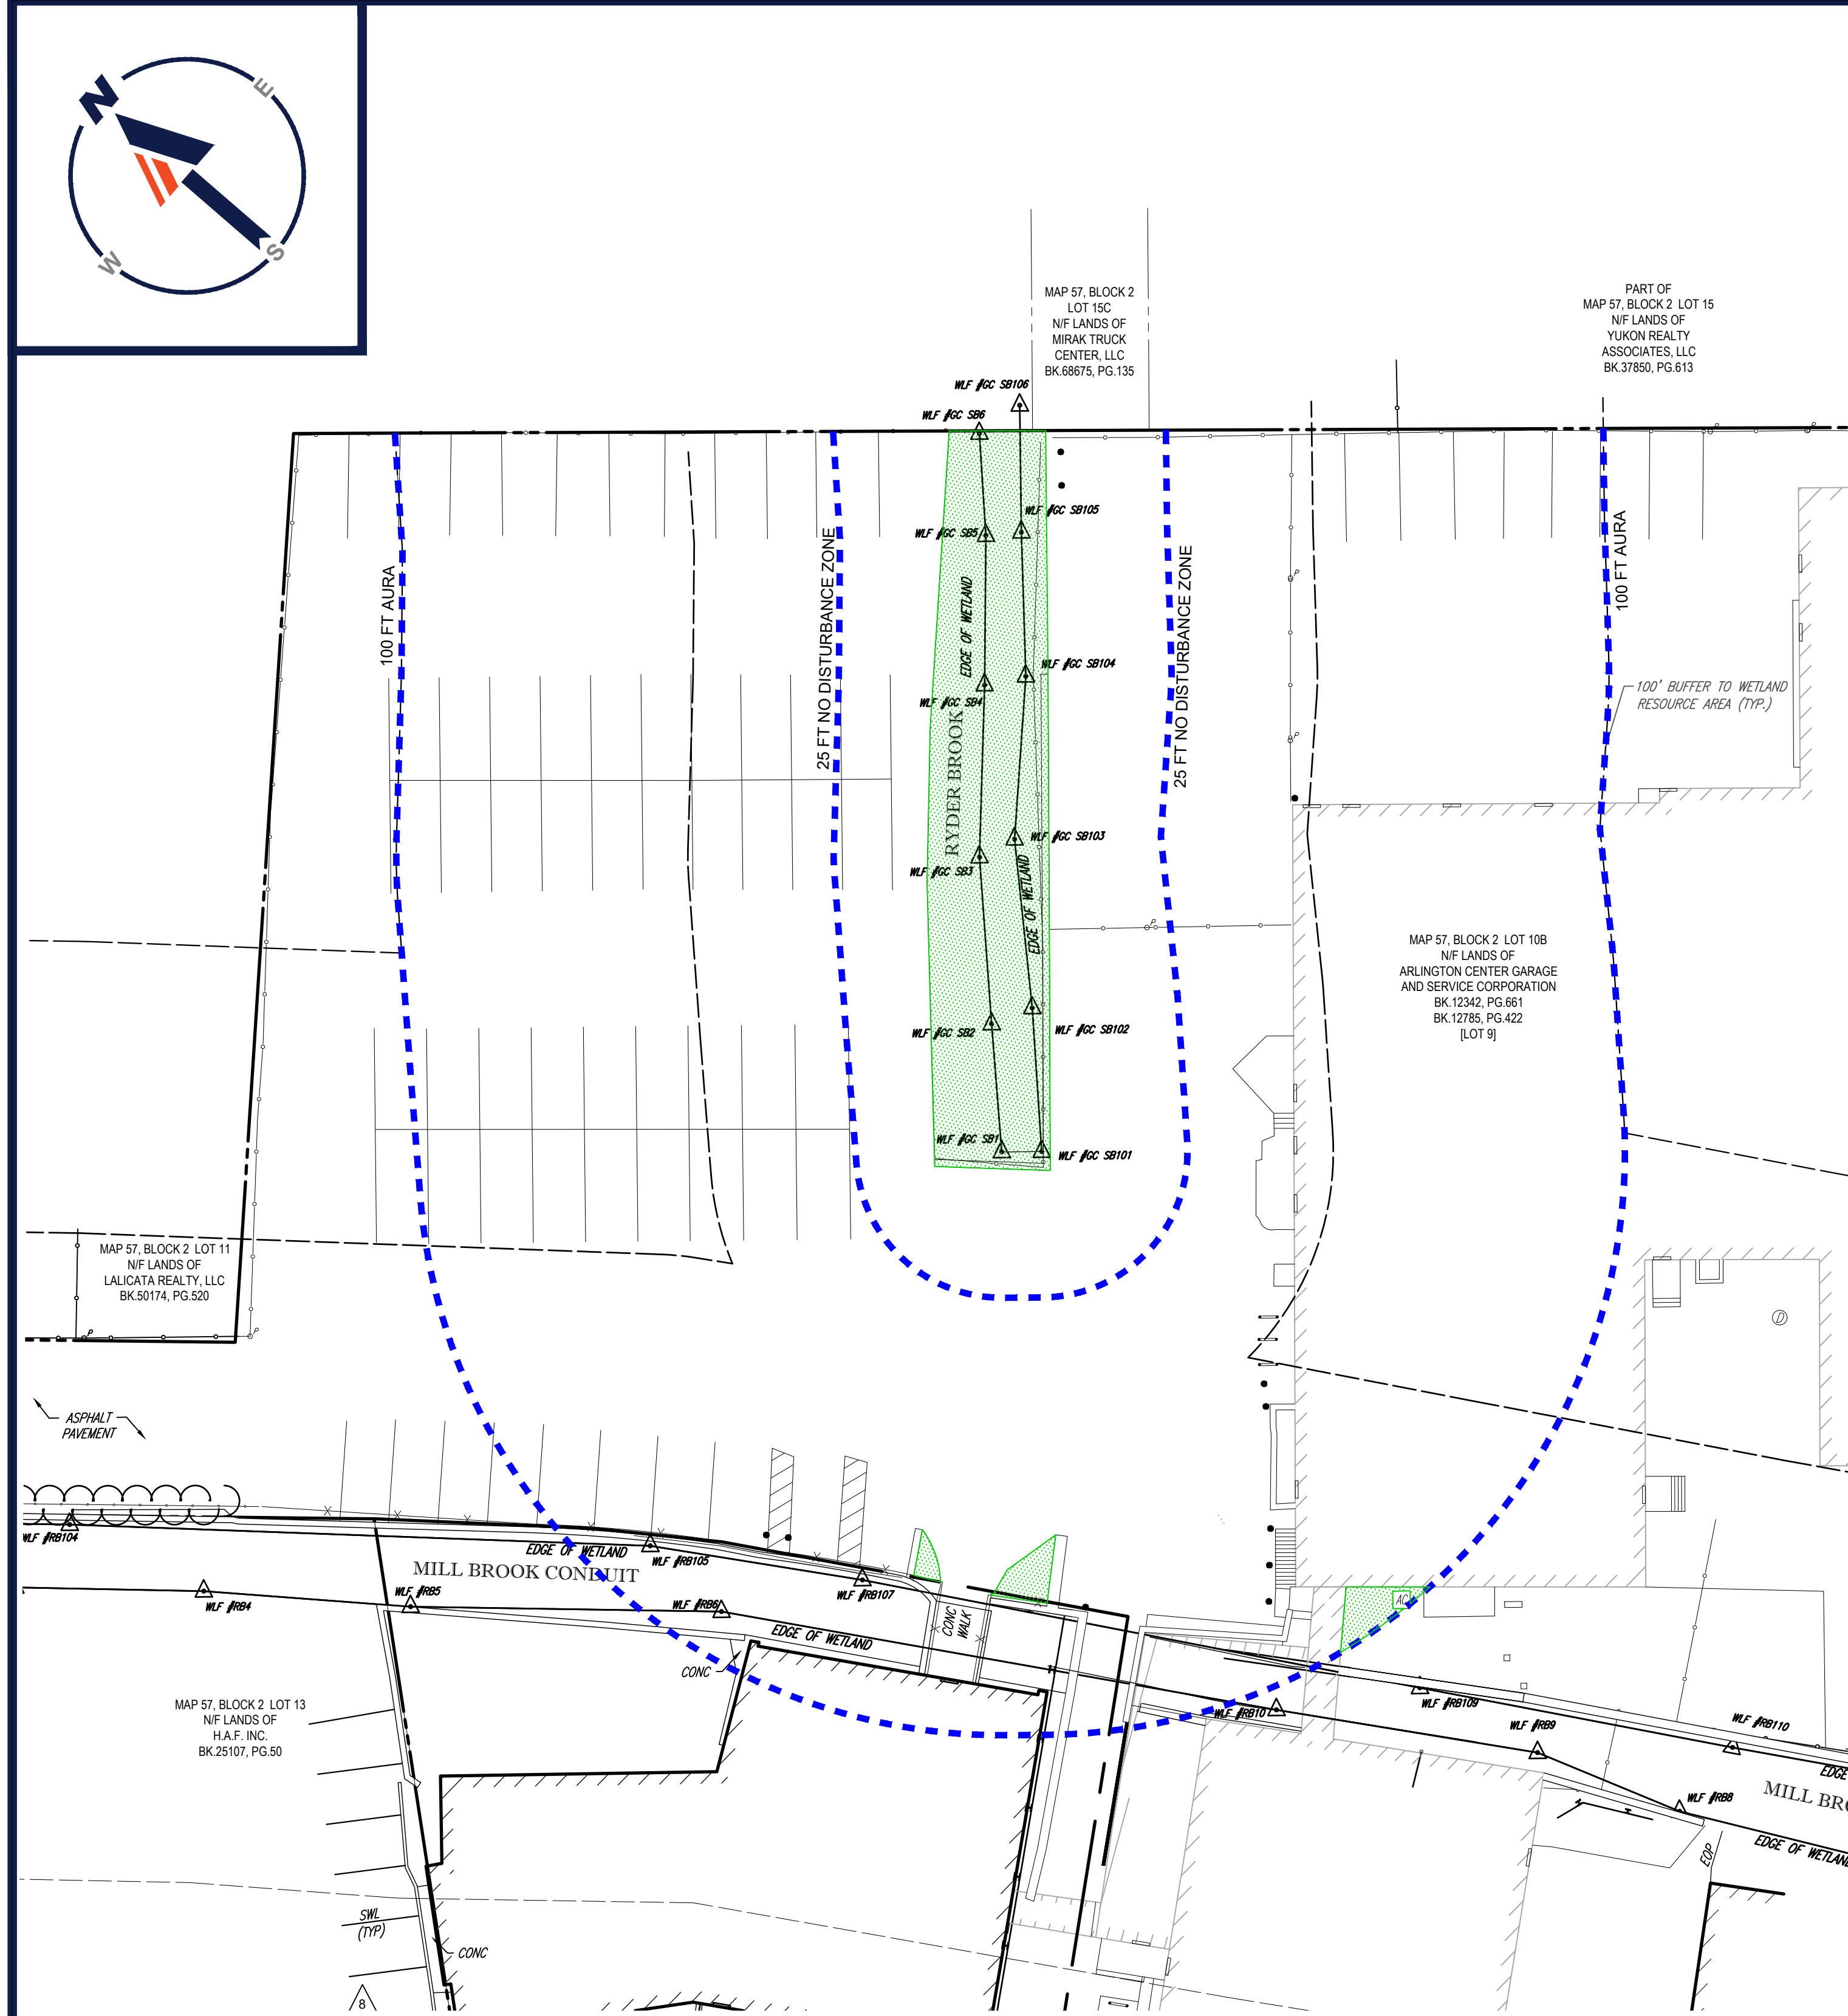 N
E
W
S
MAP 57, BLOCK 2
LOT 15C
N/F LANDS OF
MIRAK TRUCK
CENTER, LLC
BK.68675, PG.135
PART OF
MAP 57, BLOCK 2 LOT 15
N/F LANDS OF
YUKON REALTY
ASSOCIATES, LLC
BK.37850, PG.613
WLF #GC SB106
WLF #GC SB6
WLF #GC SB105
WLF #GC SB5
P
P
100 FT AURA
25 FT NO DISTURBANCE ZONE
EDGE OF WETLAND
25 FT NO DISTURBANCE ZONE
100 FT AURA
P
WLF #GC SB104
WLF #GC SB4
100' BUFFER TO WETLAND
RESOURCE AREA (TYP.)
P
RYDER BROOK
WLF #GC SB103
WLF #GC SB3
EDGE OF WETLAND
P
MAP 57, BLOCK 2 LOT 10B
N/F LANDS OF
ARLINGTON CENTER GARAGE
AND SERVICE CORPORATION
BK.12342, PG.661
BK.12785, PG.422
[LOT 9]
WLF #GC SB2
WLF #GC SB102
WLF #GC SB1
WLF #GC SB101
MAP 57, BLOCK 2 LOT 11
N/F LANDS OF
LALICATA REALTY, LLC
BK.50174, PG.520
P
P
D
ASPHALT
PAVEMENT
WLF #RB104
EDGE OF WETLAND
WLF #RB105
MILL BROOK CONDUIT
WLF #RB107
WLF #RB4
WLF #RB5
WLF #RB6
EDGE OF WETLAND
CONC
WALK
AC
CONC
WLF #RB10
WLF #RB109
WLF #RB9
WLF #RB110
EDGE
MILL BRO
WLF #RB8
EDGE OF WETLAND
EOP
MAP 57, BLOCK 2 LOT 13
N/F LANDS OF
H.A.F. INC.
BK.25107, PG.50
SWL
(TYP)
CONC
8